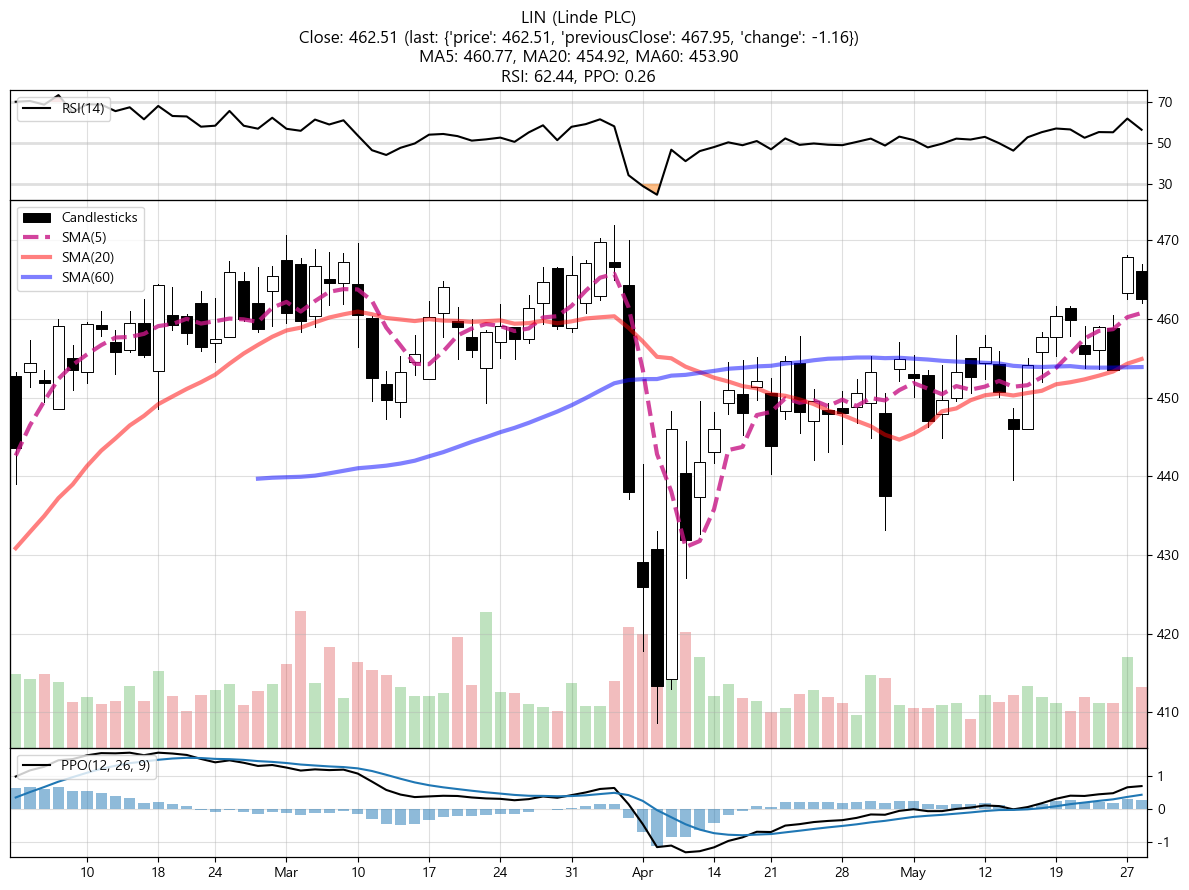 LIN (Linde PLC)
Close: 462.51 (last: {'price': 462.51, 'previousClose': 467.95, 'change': -1.16})
MA5: 460.77, MA20: 454.92, MA60: 453.90
RSI: 62.44, PPO: 0.26
RSI(14)
70
50
30
Candlesticks
SMA(5)
SMA(20)
SMA(60)
470
460
450
440
430
420
410
PPO(12, 26, 9)
1
0
-1
10 18 24 Mar 10 17 24 31 Apr 14 21 28 May 12 19 27